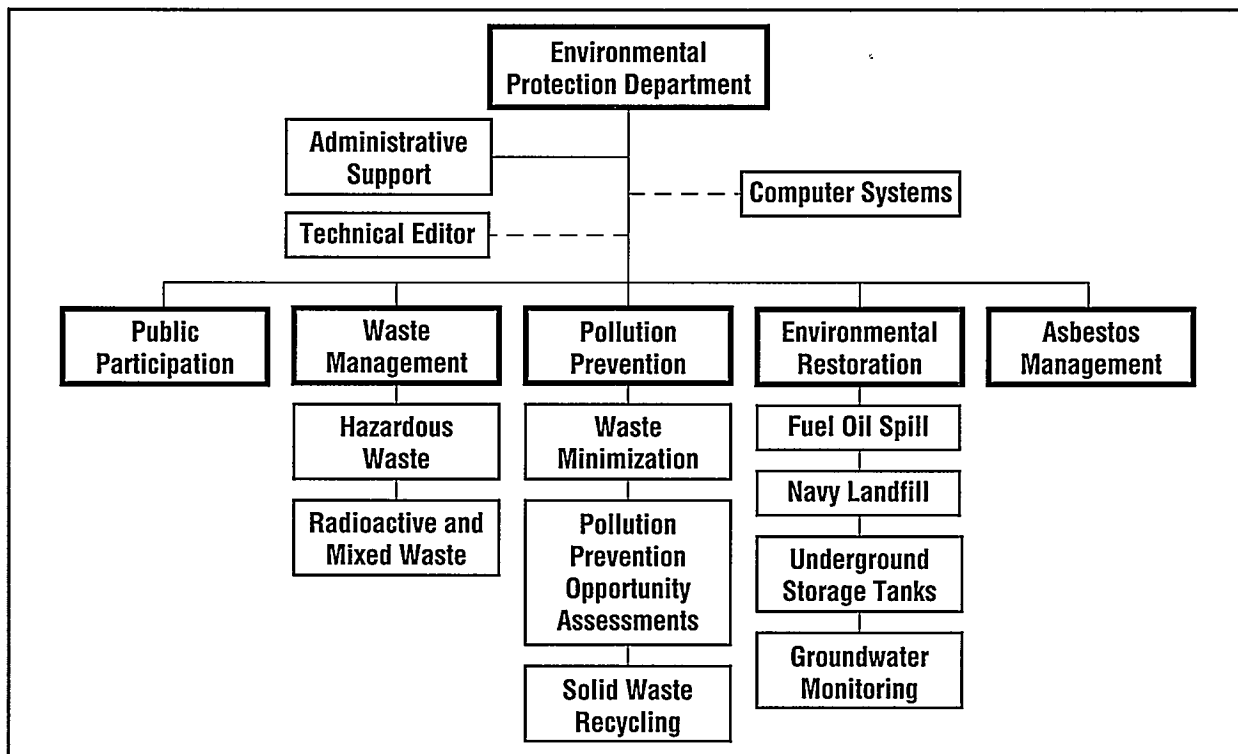 Environmental
Protection Department
Administrative
Support
Computer Systems
Technical Editor
Public
Participation
Waste
Management
Pollution
Prevention
Environmental
Restoration
Asbestos
Management
Hazardous
Waste
Radioactive and
Mixed Waste
Waste
Minimization
Pollution
Prevention
Opportunity
Assessments
Solid Waste
Recycling
Fuel Oil Spill
Navy Landfill
Underground
Storage Tanks
Groundwater
Monitoring